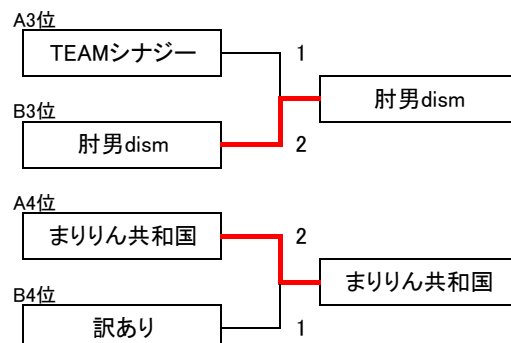 A3位
TEAMシナジー
1
肘男dism
B3位
肘男dism
2
A4位
まりりん共和国
2
まりりん共和国
B4位
訳あり
1